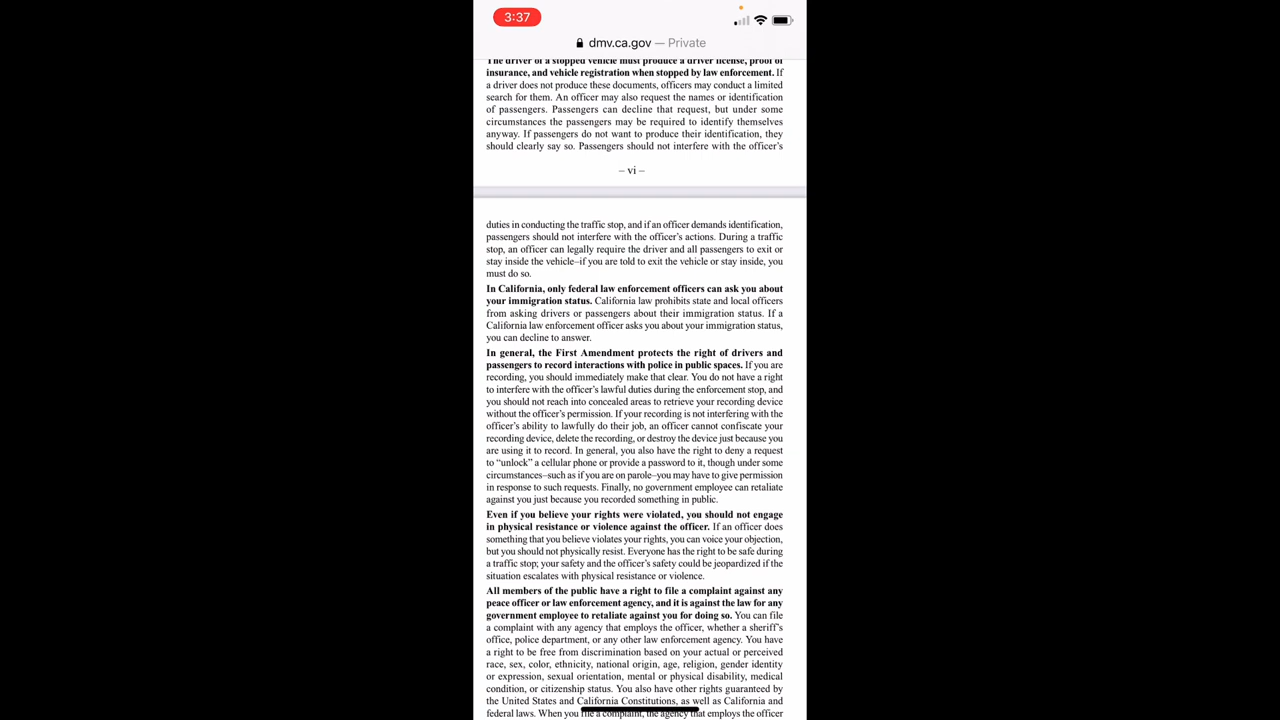 3:37
dmv.ca.gov — Private
The driver of a stopped vehicle must produce a driver license, proof of
insurance, and vehicle registration when stopped by law enforcement. If
a driver does not produce these documents, officers may conduct a limited
search for them. An officer may also request the names or identification
of passengers. Passengers can decline that request, but under some
circumstances the passengers may be required to identify themselves
anyway. If passengers do not want to produce their identification, they
should clearly say so. Passengers should not interfere with the officer's
– vi –
duties in conducting the traffic stop, and if an officer demands identification,
passengers should not interfere with the officer's actions. During a traffic
stop, an officer can legally require the driver and all passengers to exit or
stay inside the vehicle–if you are told to exit the vehicle or stay inside, you
must do so.
In California, only federal law enforcement officers can ask you about
your immigration status. California law prohibits state and local officers
from asking drivers or passengers about their immigration status. If a
California law enforcement officer asks you about your immigration status,
you can decline to answer.
In general, the First Amendment protects the right of drivers and
passengers to record interactions with police in public spaces. If you are
recording, you should immediately make that clear. You do not have a right
to interfere with the officer's lawful duties during the enforcement stop, and
you should not reach into concealed areas to retrieve your recording device
without the officer's permission. If your recording is not interfering with the
officer's ability to lawfully do their job, an officer cannot confiscate your
recording device, delete the recording, or destroy the device just because you
are using it to record. In general, you also have the right to deny a request
to “unlock” a cellular phone or provide a password to it, though under some
circumstances–such as if you are on parole–you may have to give permission
in response to such requests. Finally, no government employee can retaliate
against you just because you recorded something in public.
Even if you believe your rights were violated, you should not engage
in physical resistance or violence against the officer. If an officer does
something that you believe violates your rights, you can voice your objection,
but you should not physically resist. Everyone has the right to be safe during
a traffic stop; your safety and the officer's safety could be jeopardized if the
situation escalates with physical resistance or violence.
All members of the public have a right to file a complaint against any
peace officer or law enforcement agency, and it is against the law for any
government employee to retaliate against you for doing so. You can file
a complaint with any agency that employs the officer, whether a sheriff's
office, police department, or any other law enforcement agency. You have
a right to be free from discrimination based on your actual or perceived
race, sex, color, ethnicity, national origin, age, religion, gender identity
or expression, sexual orientation, mental or physical disability, medical
condition, or citizenship status. You also have other rights guaranteed by
the United States and California Constitutions, as well as California and
federal laws. When you file a complaint, the agency that employs the officer